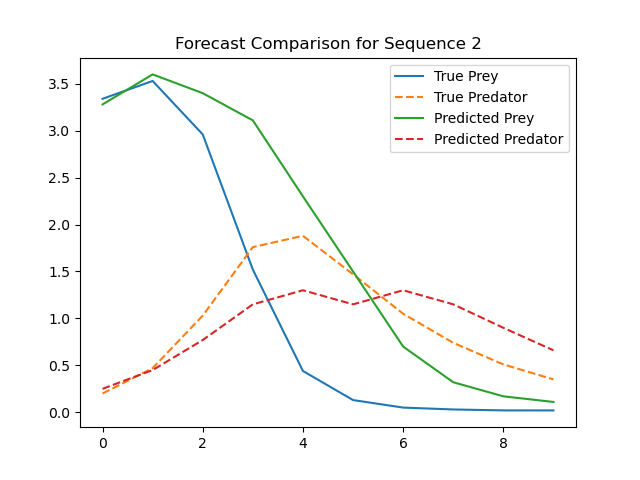 Forecast Comparison for Sequence 2
True Prey
True Predator
Predicted Prey
Predicted Predator
3.5
3.0
2.5
2.0
1.5
1.0
0.5
0.0
0 2 4 6 8